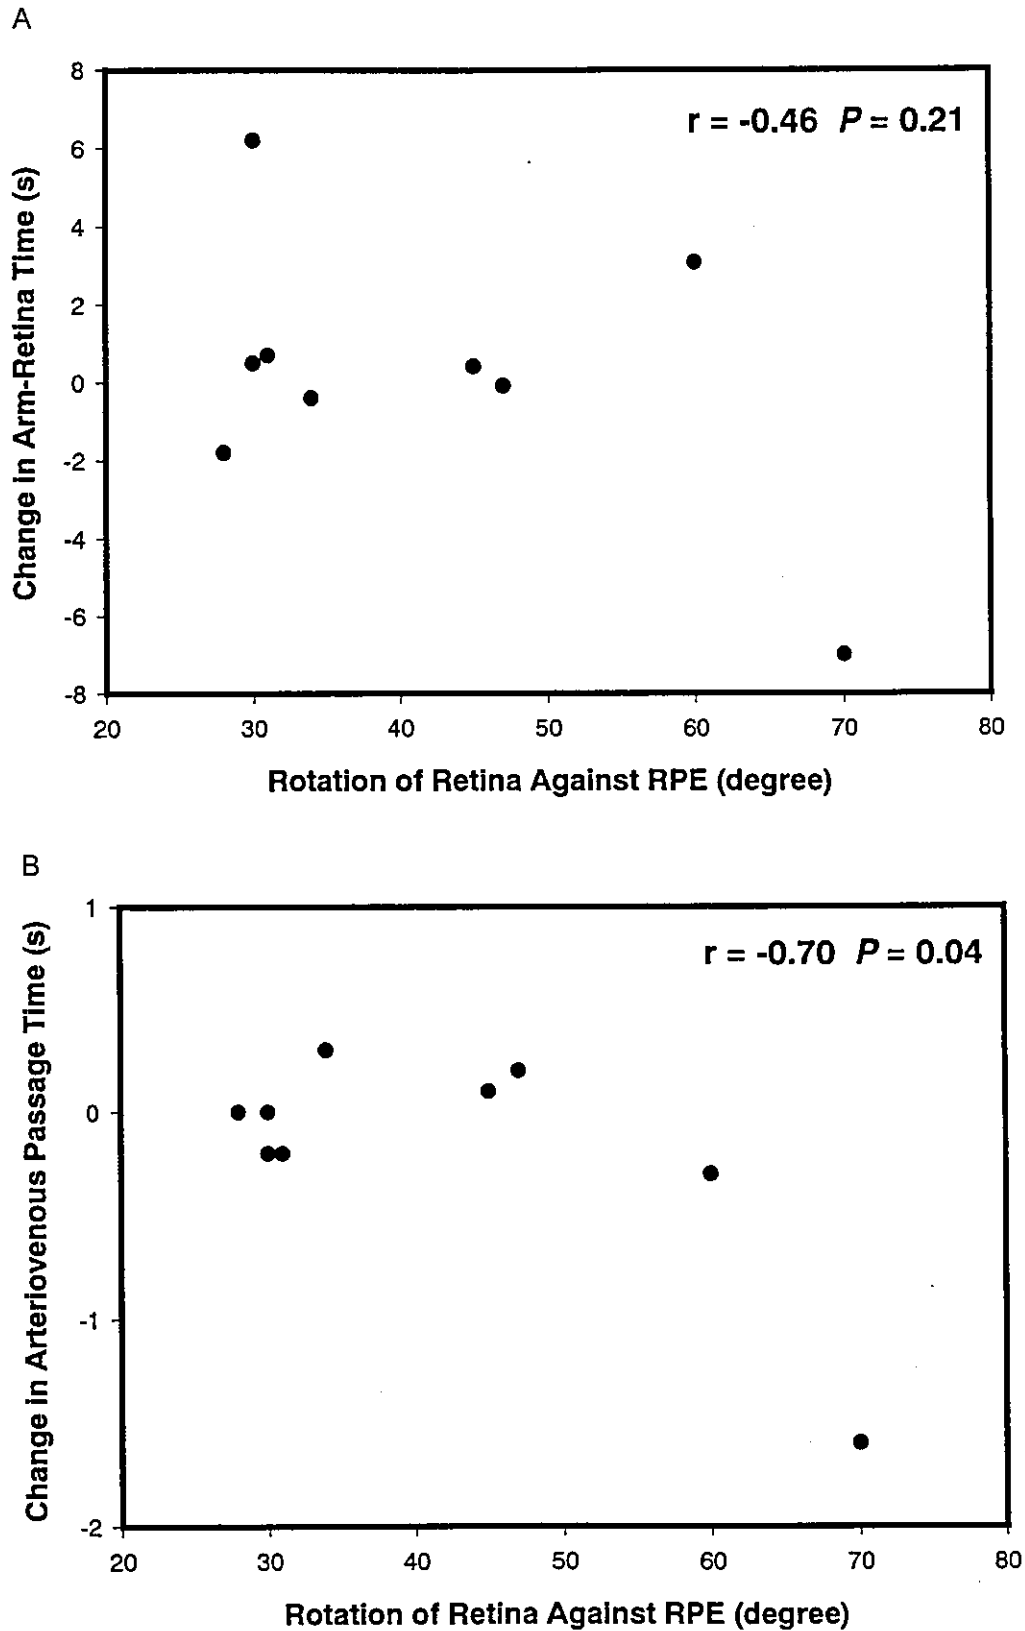 A
8
6
4
2
0
-2
-4
-6
-8
Change in Arm-Retina Time (s)
r = -0.46 P = 0.21
20 30 40 50 60 70 80
Rotation of Retina Against RPE (degree)
B
1
0
-1
-2
Change in Arteriovenous Passage Time (s)
r = -0.70 P = 0.04
20 30 40 50 60 70 80
Rotation of Retina Against RPE (degree)